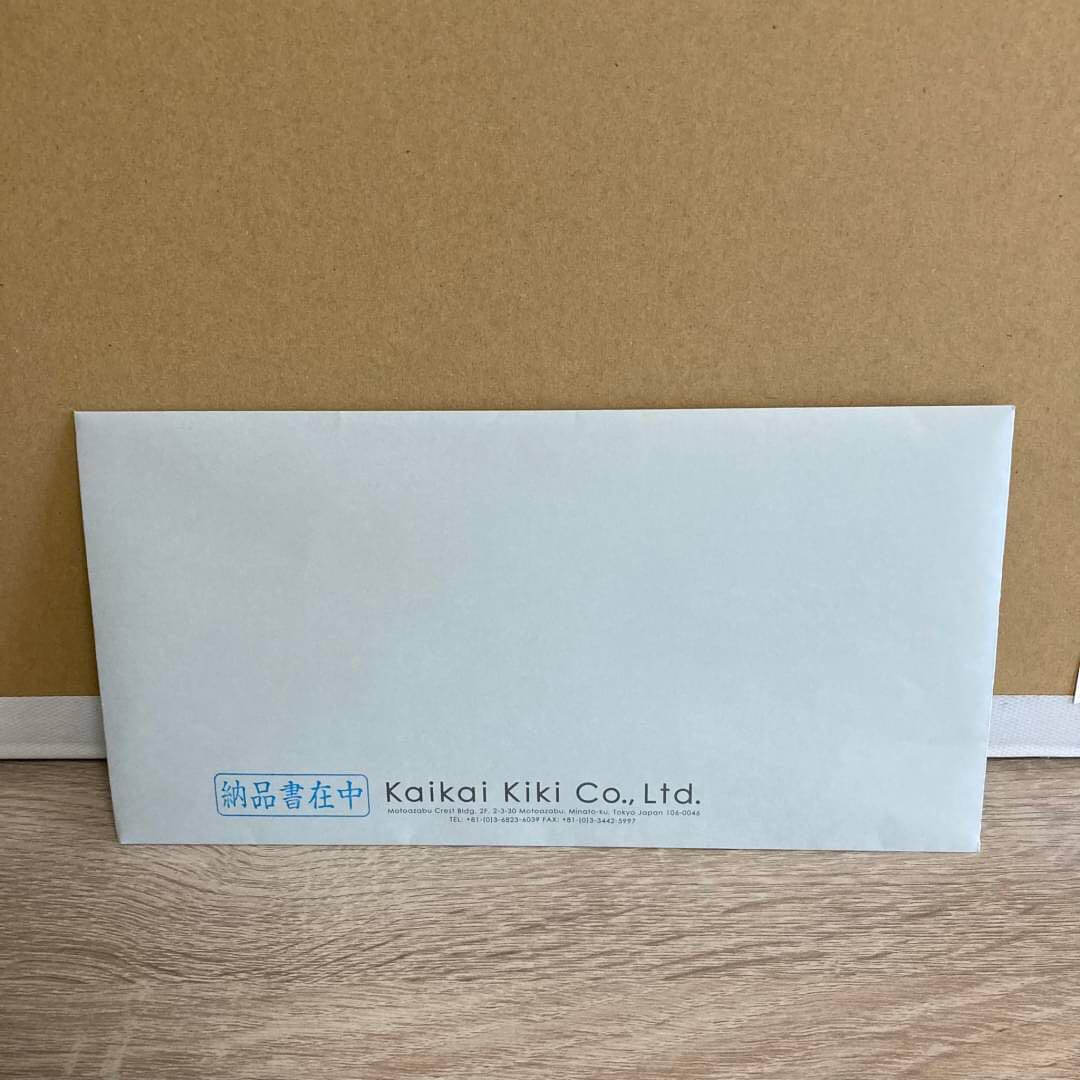 納品書在中
Kaikai Kiki Co., Ltd.
Motoazabu Crest Bldg. 2F. 2-3-30 Motoazabu, Minato-ku, Tokyo Japan 106-0046
TEL: +81-(0)3-6823-6039 FAX: +81-(0)3-3442-5997